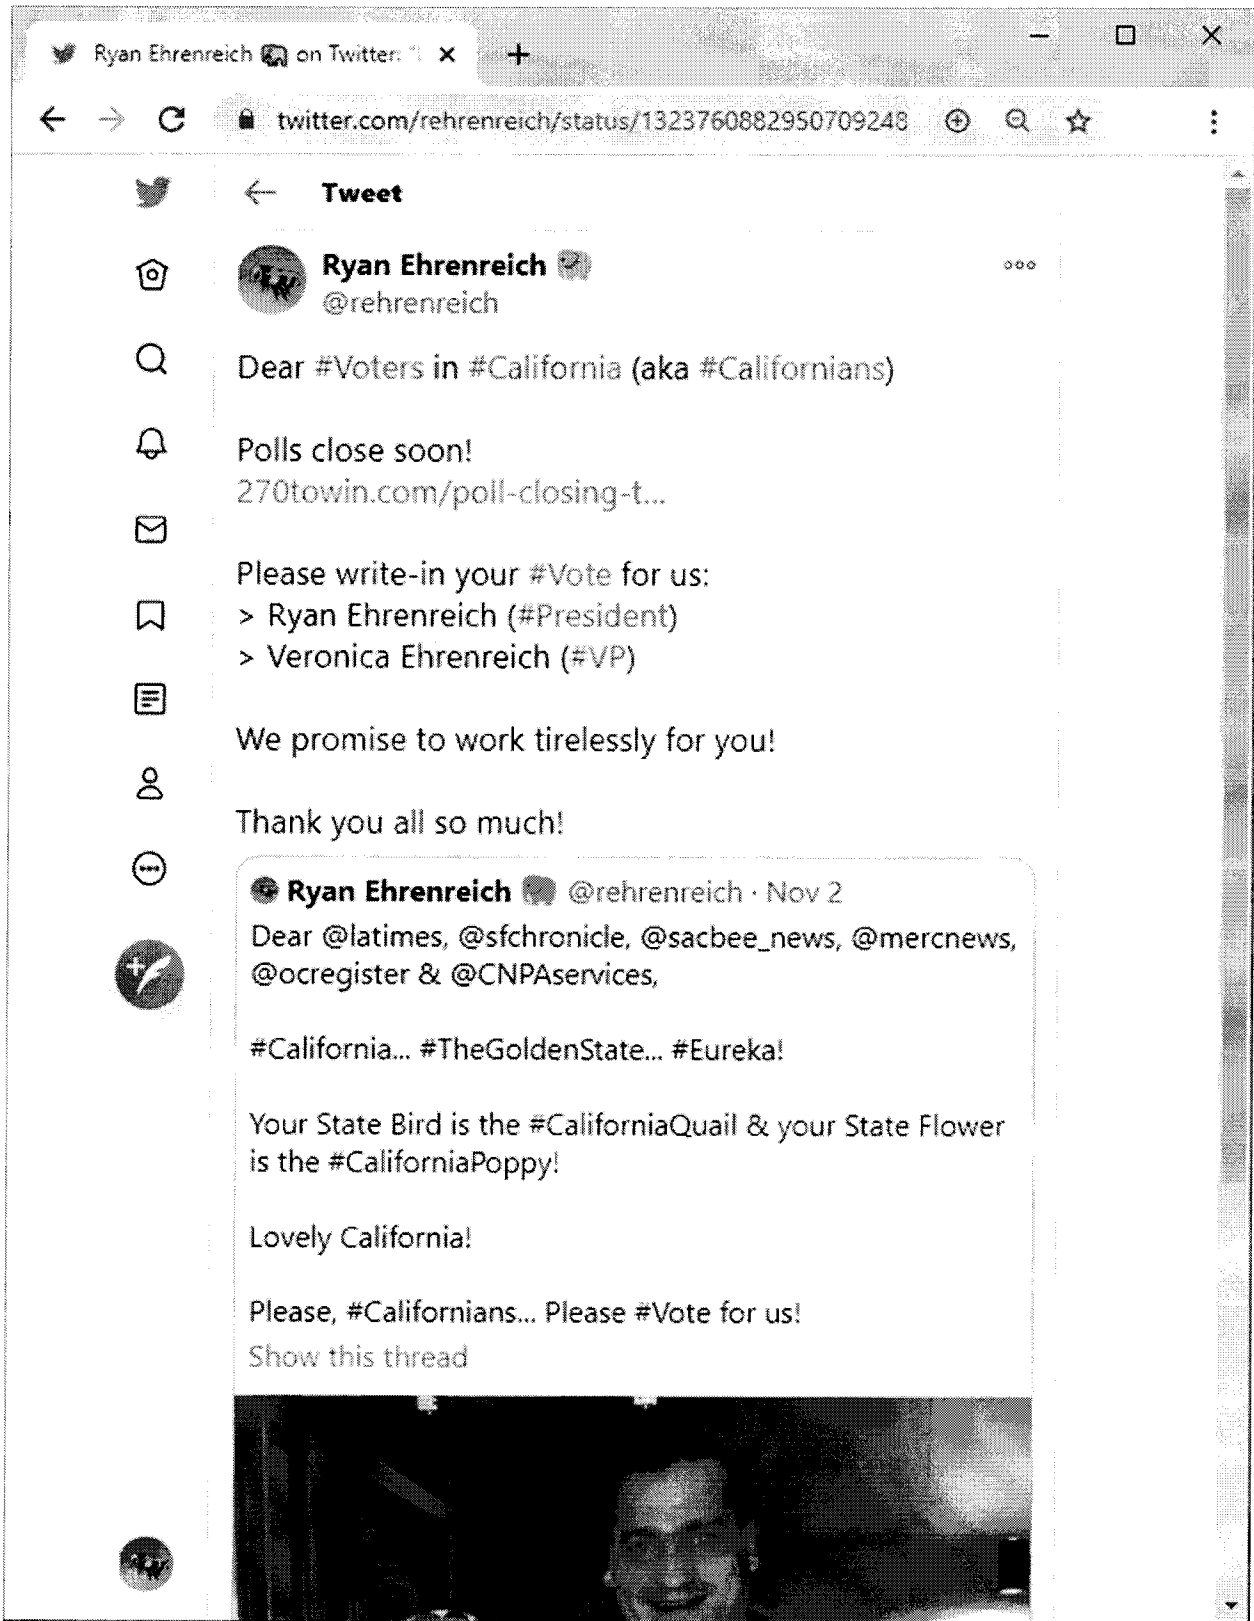 Ryan Ehrenreich on Twitter: "
twitter.com/rehrenreich/status/1323760882950709248
Tweet
Ryan Ehrenreich
@rehrenreich
Dear #Voters in #California (aka #Californians)
Polls close soon!
270towin.com/poll-closing-t...
Please write-in your #Vote for us:
> Ryan Ehrenreich (#President)
> Veronica Ehrenreich (#VP)
We promise to work tirelessly for you!
Thank you all so much!
Ryan Ehrenreich @rehrenreich · Nov 2
Dear @latimes, @sfchronicle, @sacbee_news, @mercnews,
@ocregister & @CNPAservices,
#California... #TheGoldenState... #Eureka!
Your State Bird is the #CaliforniaQuail & your State Flower
is the #CaliforniaPoppy!
Lovely California!
Please, #Californians... Please #Vote for us!
Show this thread